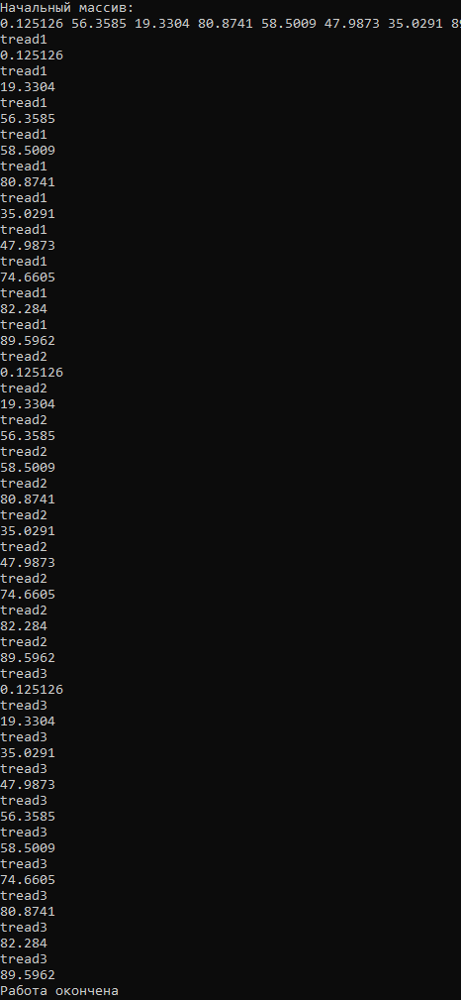 Начальный массив:
0.125126 56.3585 19.3304 80.8741 58.5009 47.9873 35.0291 89
tread1
0.125126
tread1
19.3304
tread1
56.3585
tread1
58.5009
tread1
80.8741
tread1
35.0291
tread1
47.9873
tread1
74.6605
tread1
82.284
tread1
89.5962
tread2
0.125126
tread2
19.3304
tread2
56.3585
tread2
58.5009
tread2
80.8741
tread2
35.0291
tread2
47.9873
tread2
74.6605
tread2
82.284
tread2
89.5962
tread3
0.125126
tread3
19.3304
tread3
35.0291
tread3
47.9873
tread3
56.3585
tread3
58.5009
tread3
74.6605
tread3
80.8741
tread3
82.284
tread3
89.5962
Работа окончена